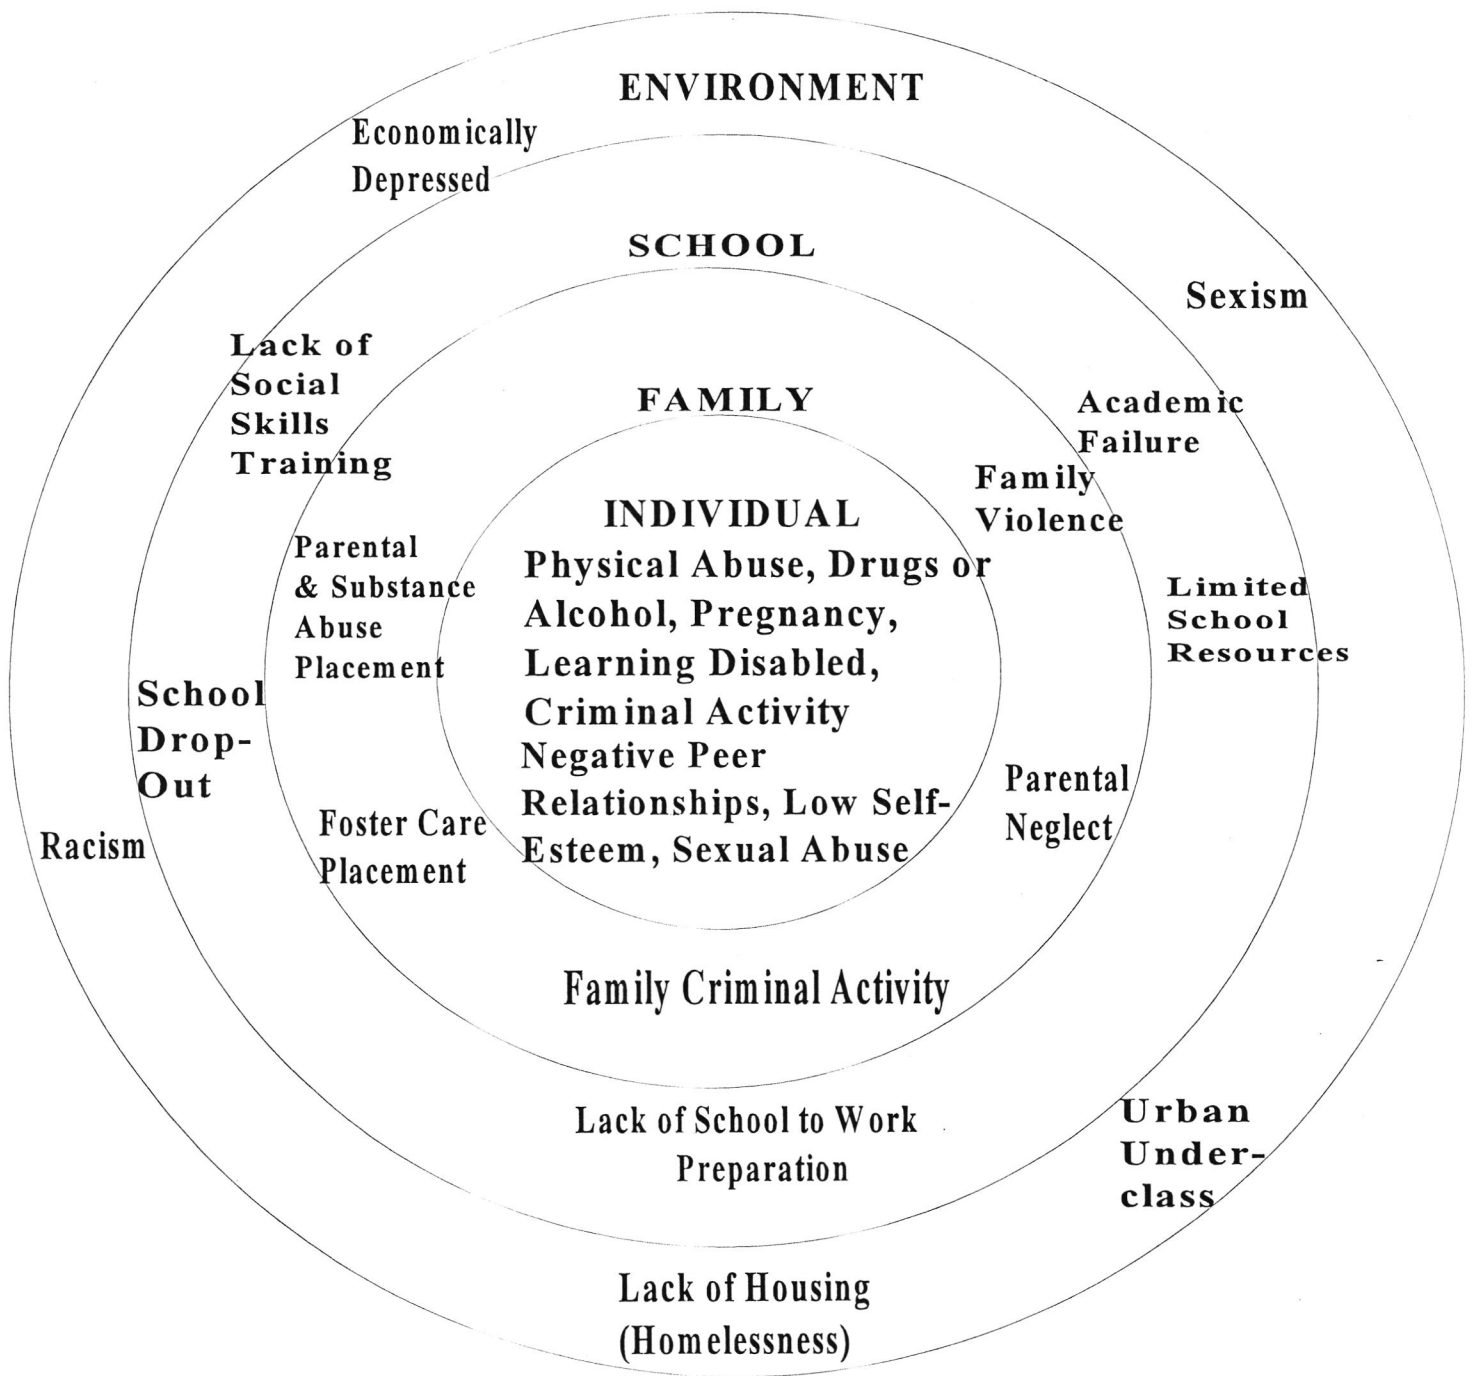 ENVIRONMENT
Economically
Depressed
SCHOOL
Sexism
Lack of
Social
Skills
Training
FAMILY
Academic
Failure
Family
Violence
INDIVIDUAL
Physical Abuse, Drugs or
Alcohol, Pregnancy,
Learning Disabled,
Criminal Activity
Negative Peer
Relationships, Low Self-
Esteem, Sexual Abuse
Parental
& Substance
Abuse
Placement
Limited
School
Resources
School
Drop-
Out
Parental
Neglect
Racism
Foster Care
Placement
Family Criminal Activity
Lack of School to Work
Preparation
Urban
Under-
class
Lack of Housing
(Homelessness)